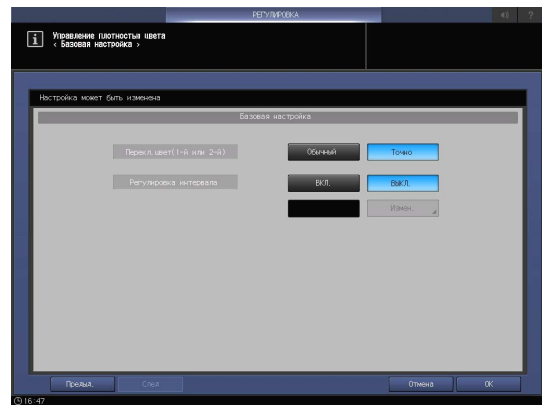 РЕГУЛИРОВКА
?
Управление плотностью цвета
< Базовая настройка >
Настройка может быть изменена
Базовая настройка
Перекл.цвет(1-й или 2-й)
Обычный
Точно
Регулировка интервала
ВКЛ.
ВЫКЛ.
Измен.
Предыд.
След
Отмена
OK
16:47